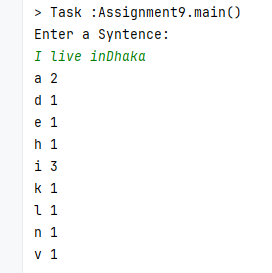 > Task :Assignment9.main()
Enter a Syntence:
I live inDhaka
a 2
d 1
e 1
h 1
i 3
k 1
l 1
n 1
v 1